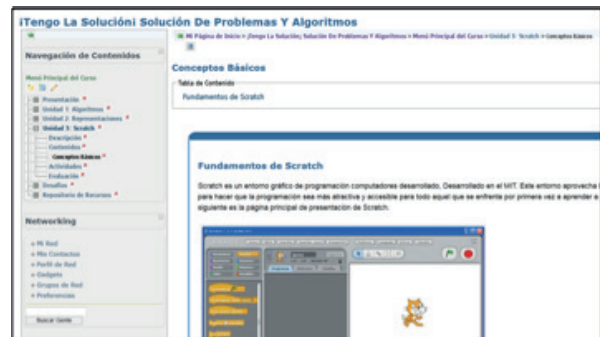 ¡Tengo La Solución¡ Solución De Problemas Y Algoritmos
Mi Página de Inicio » ¡Tengo La Solución¡ Solución De Problemas Y Algoritmos » Menú Principal del Curso » Unidad 3: Scratch » Conceptos Básicos
Navegación de Contenidos
Menú Principal del Curso
Presentación
Unidad 1: Algoritmos
Unidad 2: Representaciones
Unidad 3: Scratch
Descripción
Contenidos
Conceptos Básicos
Actividades
Evaluación
Desafíos
Repositorio de Recursos
Networking
Mi Red
Mis Contactos
Perfil de Red
Gadgets
Grupos de Red
Preferencias
Buscar Gente
Conceptos Básicos
Tabla de Contenido
Fundamentos de Scratch
Fundamentos de Scratch
Scratch es un entorno gráfico de programación computadores desarrollado, Desarrollado en el MIT. Este entorno aprovecha
para hacer que la programación sea más atractiva y accesible para todo aquel que se enfrente por primera vez a aprender a
siguiente es la página principal de presentación de Scratch.